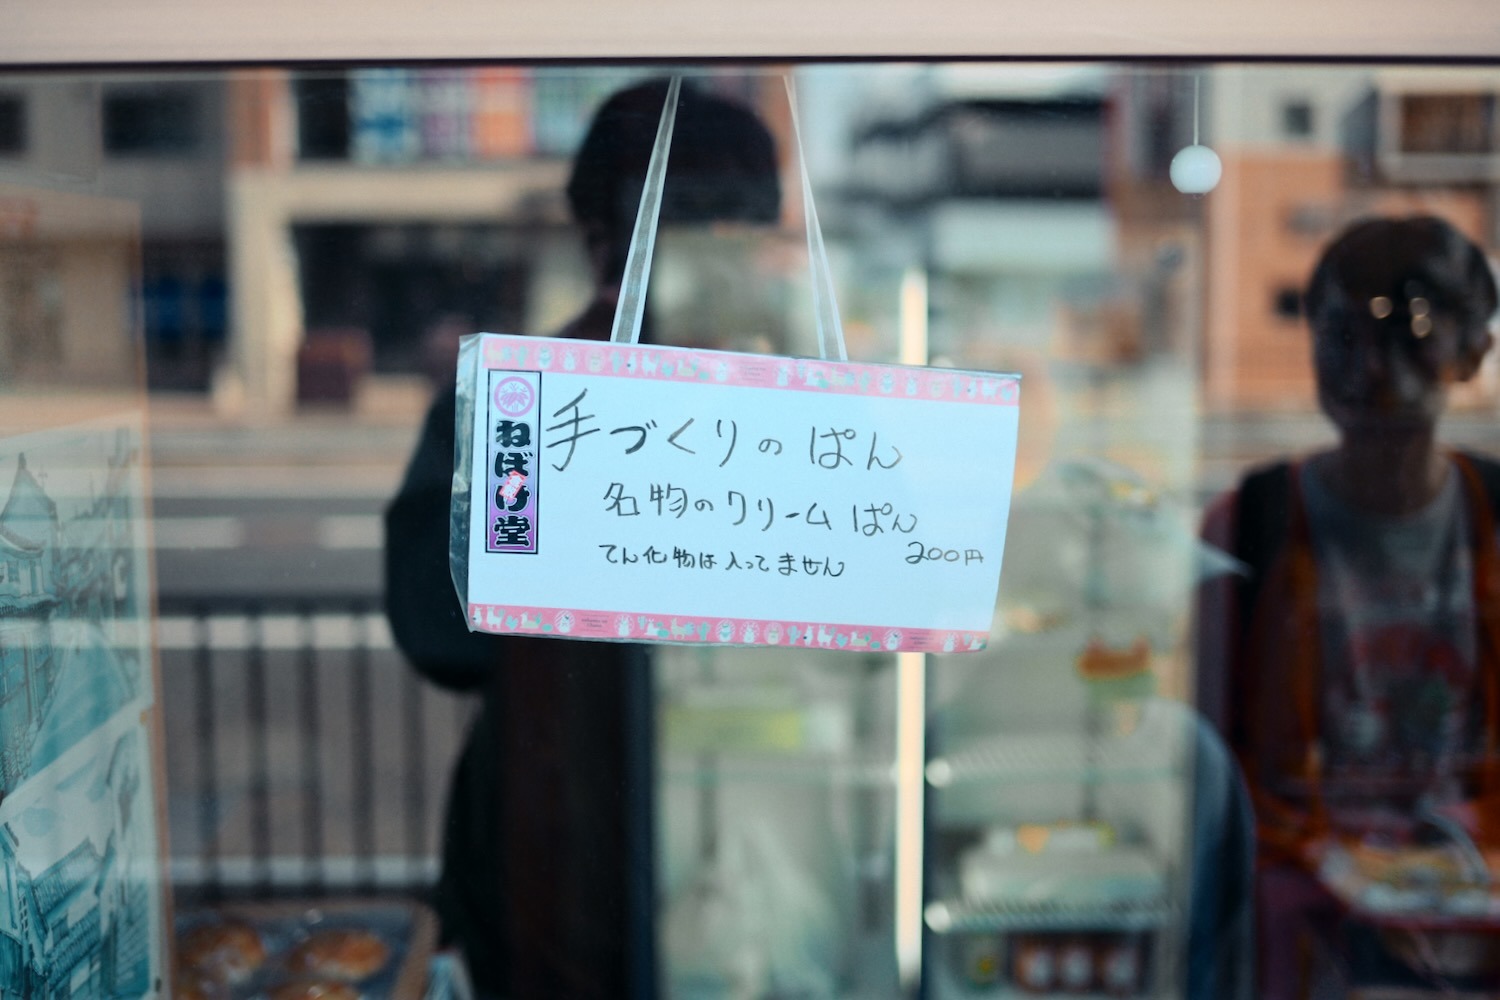 ねぼけ堂
手づくりのぱん
名物のクリームぱん
200円
てん化物は入ってません